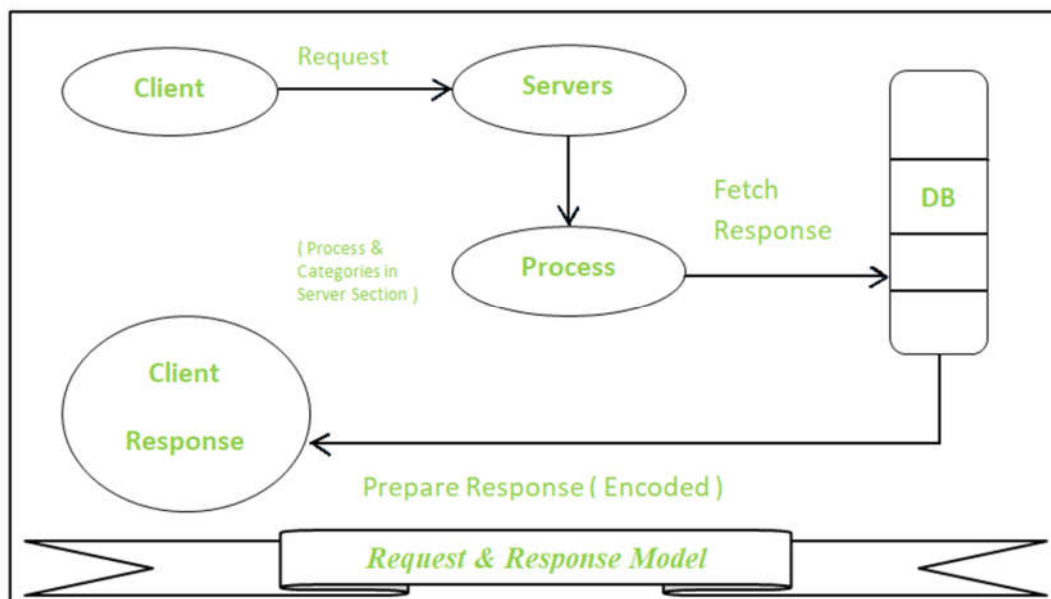 Client
Request
Servers
Fetch
Response
DB
( Process &
Categories in
Server Section )
Process
Client
Response
Prepare Response ( Encoded )
Request & Response Model